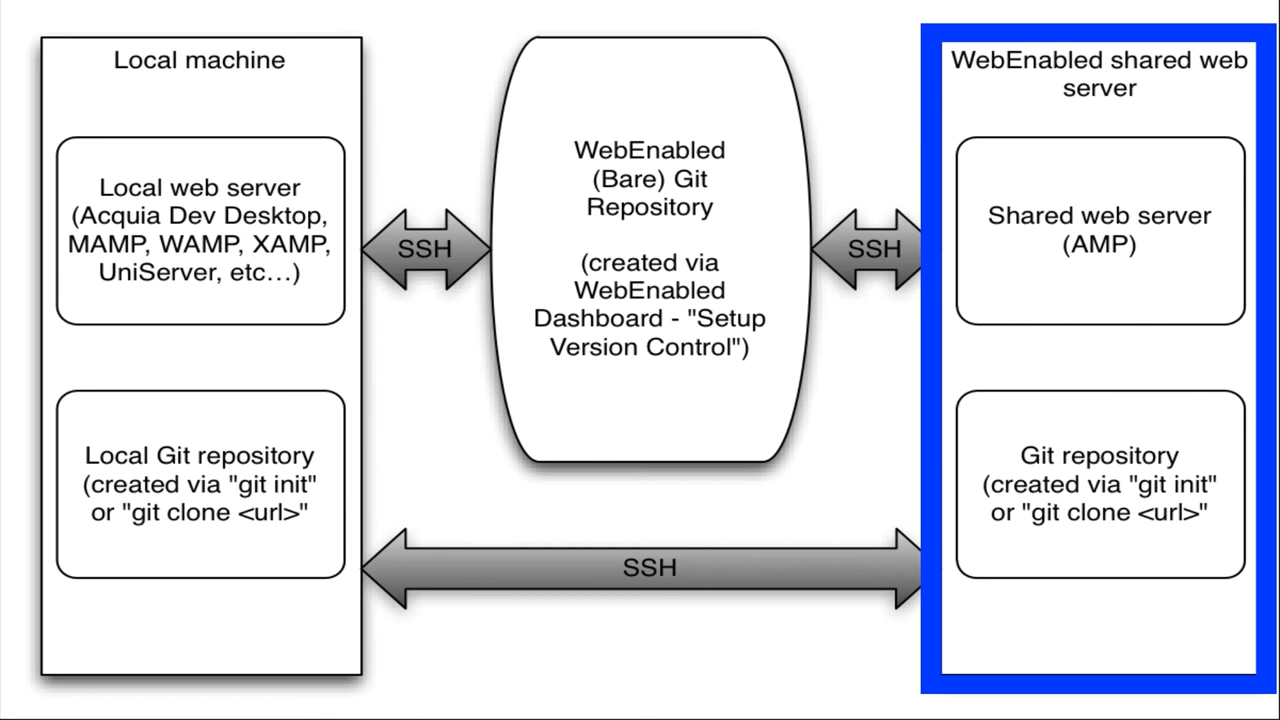 Local machine
Local web server
(Acquia Dev Desktop,
MAMP, WAMP, XAMP,
UniServer, etc…)
Local Git repository
(created via "git init"
or "git clone <url>"
SSH
WebEnabled
(Bare) Git
Repository
(created via
WebEnabled
Dashboard - "Setup
Version Control")
SSH
SSH
WebEnabled shared web
server
Shared web server
(AMP)
Git repository
(created via "git init"
or "git clone <url>"